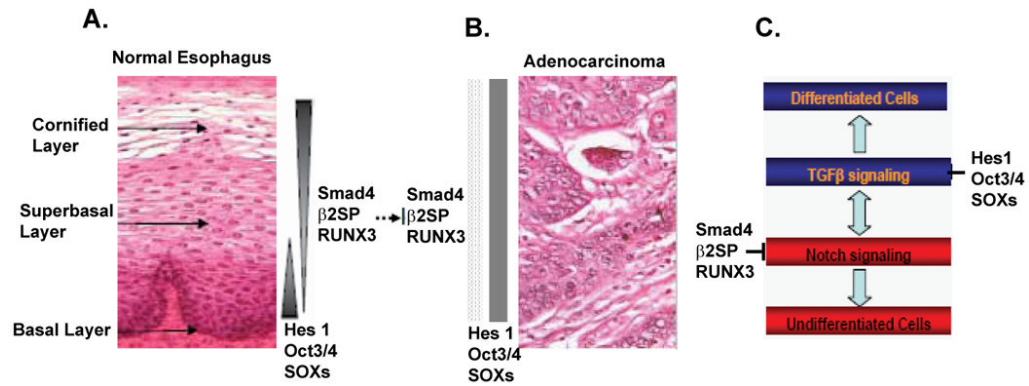 A.
Normal Esophagus
Cornified
Layer
Superbasal
Layer
Basal Layer
Smad4
β2SP
RUNX3
Hes 1
Oct3/4
SOXs
B.
Adenocarcinoma
Smad4
β2SP
RUNX3
Hes 1
Oct3/4
SOXs
C.
Differentiated Cells
TGFβ signaling
Hes1
Oct3/4
SOXs
Smad4
β2SP
RUNX3
Notch signaling
Undifferentiated Cells